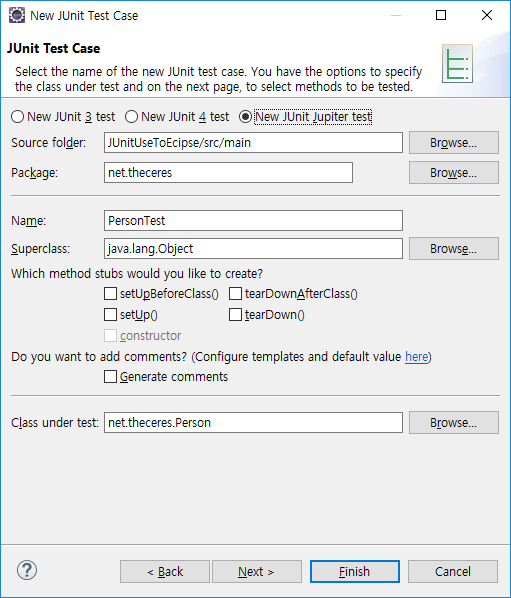 New JUnit Test Case
JUnit Test Case
Select the name of the new JUnit test case. You have the options to specify
the class under test and on the next page, to select methods to be tested.
New JUnit 3 test New JUnit 4 test New JUnit Jupiter test
Source folder: JUnitUseToEcipse/src/main Browse...
Package: net.theceres Browse...
Name: PersonTest
Superclass: java.lang.Object Browse...
Which method stubs would you like to create?
setUpBeforeClass() tearDownAfterClass()
setUp() tearDown()
constructor
Do you want to add comments? (Configure templates and default value here)
Generate comments
Class under test: net.theceres.Person Browse...
? < Back Next > Finish Cancel